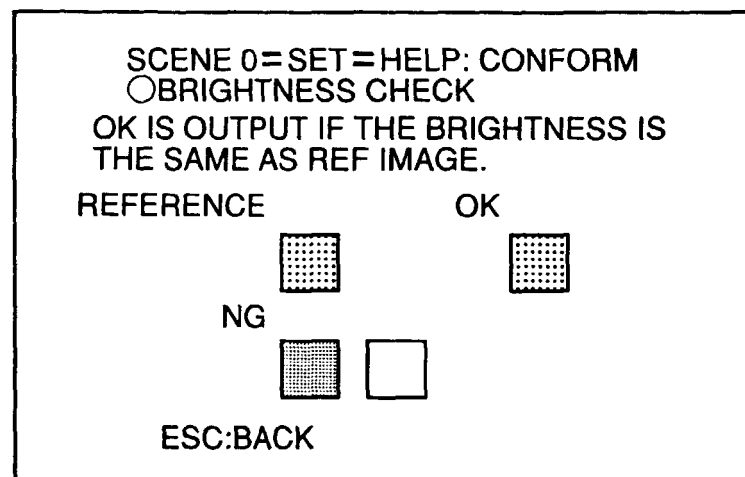 SCENE 0=SET=HELP: CONFORM
○BRIGHTNESS CHECK
OK IS OUTPUT IF THE BRIGHTNESS IS
THE SAME AS REF IMAGE.
REFERENCE OK
NG
ESC:BACK